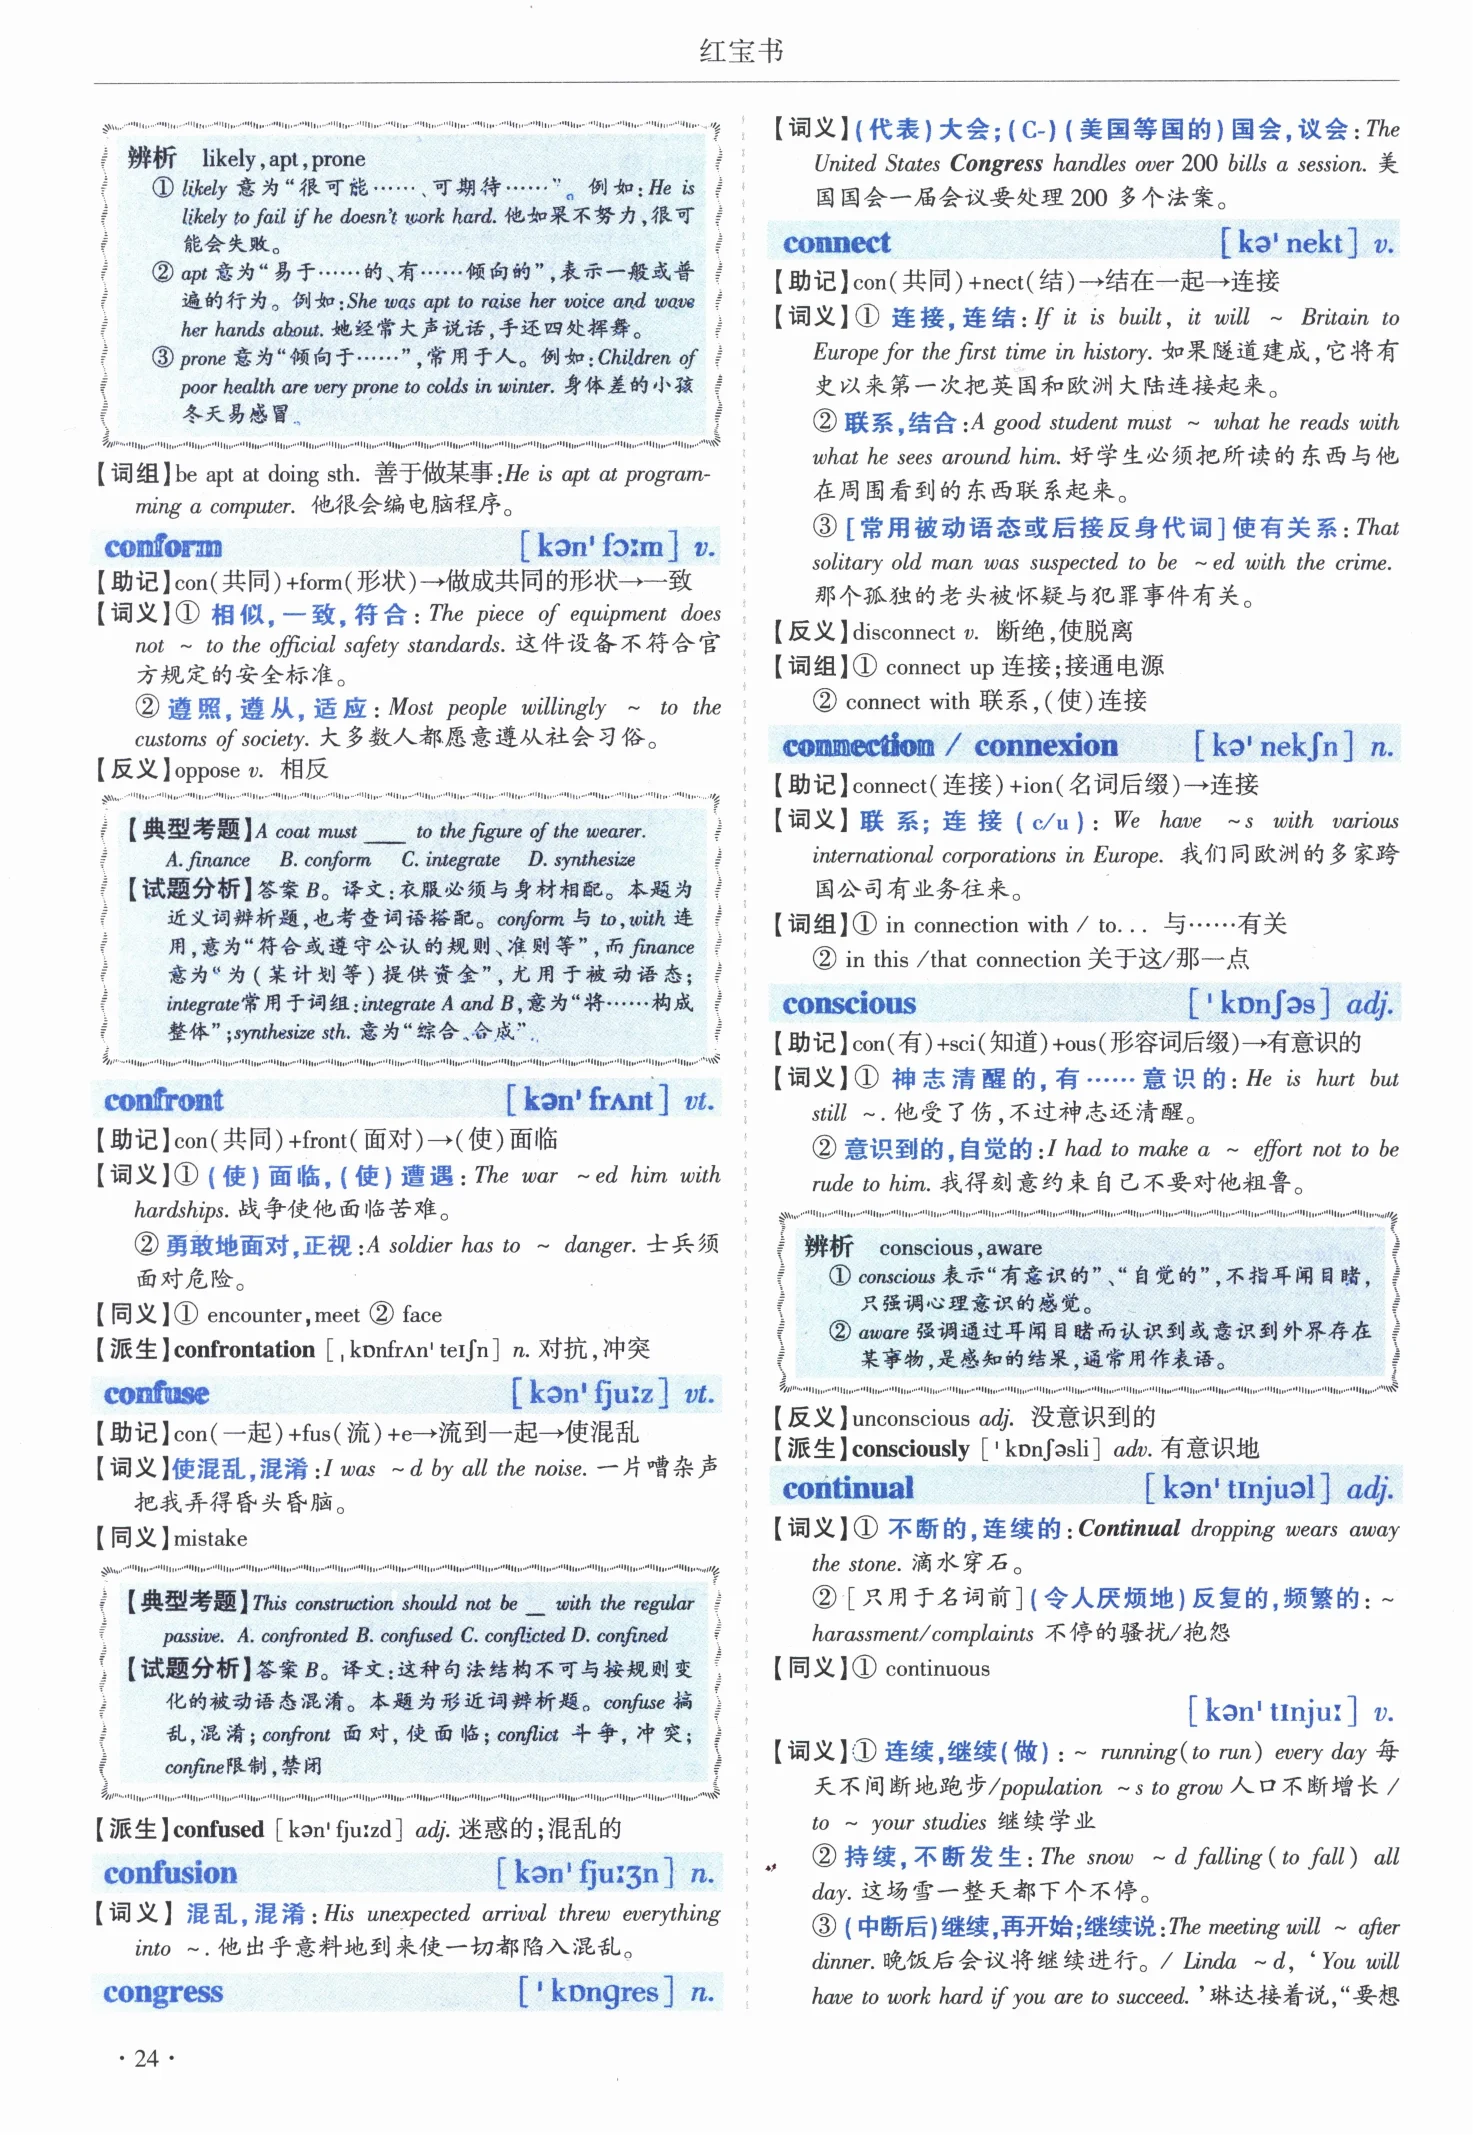 红宝书
辨析 likely,apt,prone
① likely 意为“很可能……、可期待……”。例如:He is
likely to fail if he doesn't work hard. 他如果不努力,很可
能会失败。
② apt 意为“易于……的、有……倾向的”,表示一般或普
遍的行为。例如:She was apt to raise her voice and wave
her hands about. 她经常大声说话,手还四处挥舞。
③ prone 意为“倾向于……”,常用于人。例如:Children of
poor health are very prone to colds in winter. 身体差的小孩
冬天易感冒。
【词组】be apt at doing sth. 善于做某事:He is apt at program-
ming a computer. 他很会编电脑程序。
conform [kən'fɔːm] v.
【助记】con(共同)+form(形状)→做成共同的形状→一致
【词义】① 相似,一致,符合: The piece of equipment does
not ~ to the official safety standards. 这件设备不符合官
方规定的安全标准。
② 遵照,遵从,适应: Most people willingly ~ to the
customs of society. 大多数人都愿意遵从社会习俗。
【反义】oppose v. 相反
【典型考题】A coat must ____ to the figure of the wearer.
A. finance B. conform C. integrate D. synthesize
【试题分析】答案 B。译文:衣服必须与身材相配。本题为
近义词辨析题,也考查词语搭配。conform 与 to,with 连
用,意为“符合或遵守公认的规则、准则等”,而 finance
意为“为(某计划等)提供资金”,尤用于被动语态;
integrate常用于词组:integrate A and B,意为“将……构成
整体”;synthesize sth. 意为“综合、合成”。
confront [kən'frʌnt] vt.
【助记】con(共同)+front(面对)→(使)面临
【词义】① (使)面临,(使)遭遇: The war ~ed him with
hardships. 战争使他面临苦难。
② 勇敢地面对,正视:A soldier has to ~ danger. 士兵须
面对危险。
【同义】① encounter,meet ② face
【派生】confrontation [ˌkɒnfrʌn'teɪʃn] n. 对抗,冲突
confuse [kən'fjuːz] vt.
【助记】con(一起)+fus(流)+e→流到一起→使混乱
【词义】使混乱,混淆:I was ~d by all the noise. 一片嘈杂声
把我弄得昏头昏脑。
【同义】mistake
【典型考题】This construction should not be __ with the regular
passive. A. confronted B. confused C. conflicted D. confined
【试题分析】答案 B。译文:这种句法结构不可与按规则变
化的被动语态混淆。本题为形近词辨析题。confuse 搞
乱,混淆;confront 面对,使面临;conflict 斗争,冲突;
confine限制,禁闭
【派生】confused [kən'fjuːzd] adj. 迷惑的;混乱的
confusion [kən'fjuːʒn] n.
【词义】混乱,混淆:His unexpected arrival threw everything
into ~. 他出乎意料地到来使一切都陷入混乱。
congress ['kɒngres] n.
·24·
【词义】(代表)大会;(C-)(美国等国的)国会,议会:The
United States Congress handles over 200 bills a session. 美
国国会一届会议要处理 200 多个法案。
connect [kə'nekt] v.
【助记】con(共同)+nect(结)→结在一起→连接
【词义】① 连接,连结:If it is built, it will ~ Britain to
Europe for the first time in history. 如果隧道建成,它将有
史以来第一次把英国和欧洲大陆连接起来。
② 联系,结合:A good student must ~ what he reads with
what he sees around him. 好学生必须把所读的东西与他
在周围看到的东西联系起来。
③ [常用被动语态或后接反身代词]使有关系:That
solitary old man was suspected to be ~ed with the crime.
那个孤独的老头被怀疑与犯罪事件有关。
【反义】disconnect v. 断绝,使脱离
【词组】① connect up 连接;接通电源
② connect with 联系,(使)连接
connection / connexion [kə'nekʃn] n.
【助记】connect(连接)+ion(名词后缀)→连接
【词义】联系;连接(c/u): We have ~s with various
international corporations in Europe. 我们同欧洲的多家跨
国公司有业务往来。
【词组】① in connection with / to... 与……有关
② in this /that connection 关于这/那一点
conscious ['kɒnʃəs] adj.
【助记】con(有)+sci(知道)+ous(形容词后缀)→有意识的
【词义】① 神志清醒的,有……意识的:He is hurt but
still ~. 他受了伤,不过神志还清醒。
② 意识到的,自觉的:I had to make a ~ effort not to be
rude to him. 我得刻意约束自己不要对他粗鲁。
辨析 conscious,aware
① conscious 表示“有意识的”、“自觉的”,不指耳闻目睹,
只强调心理意识的感觉。
② aware 强调通过耳闻目睹而认识到或意识到外界存在
某事物,是感知的结果,通常用作表语。
【反义】unconscious adj. 没意识到的
【派生】consciously ['kɒnʃəsli] adv. 有意识地
continual [kən'tɪnjuəl] adj.
【词义】① 不断的,连续的:Continual dropping wears away
the stone. 滴水穿石。
② [只用于名词前](令人厌烦地)反复的,频繁的: ~
harassment/complaints 不停的骚扰/抱怨
【同义】① continuous
[kən'tɪnjuː] v.
【词义】① 连续,继续(做): ~ running(to run) every day 每
天不间断地跑步/population ~s to grow 人口不断增长 /
to ~ your studies 继续学业
② 持续,不断发生: The snow ~d falling(to fall) all
day. 这场雪一整天都下个不停。
③ (中断后)继续,再开始;继续说:The meeting will ~ after
dinner. 晚饭后会议将继续进行。/ Linda ~d, ‘You will
have to work hard if you are to succeed. ’琳达接着说,“要想